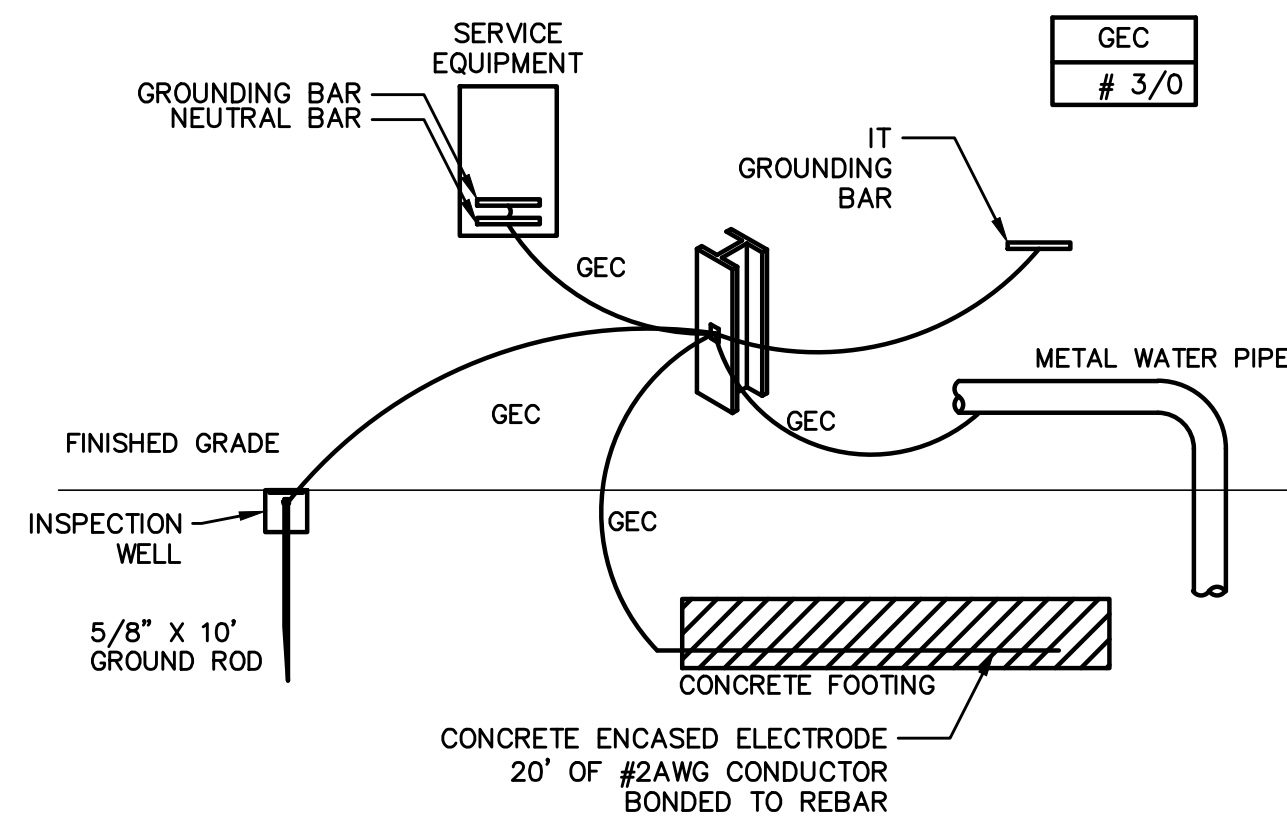 SERVICE
EQUIPMENT
GEC
# 3/0
GROUNDING BAR
NEUTRAL BAR
IT
GROUNDING
BAR
GEC
METAL WATER PIPE
GEC
GEC
FINISHED GRADE
INSPECTION
WELL
GEC
5/8" X 10'
GROUND ROD
CONCRETE FOOTING
CONCRETE ENCASED ELECTRODE
20' OF #2AWG CONDUCTOR
BONDED TO REBAR